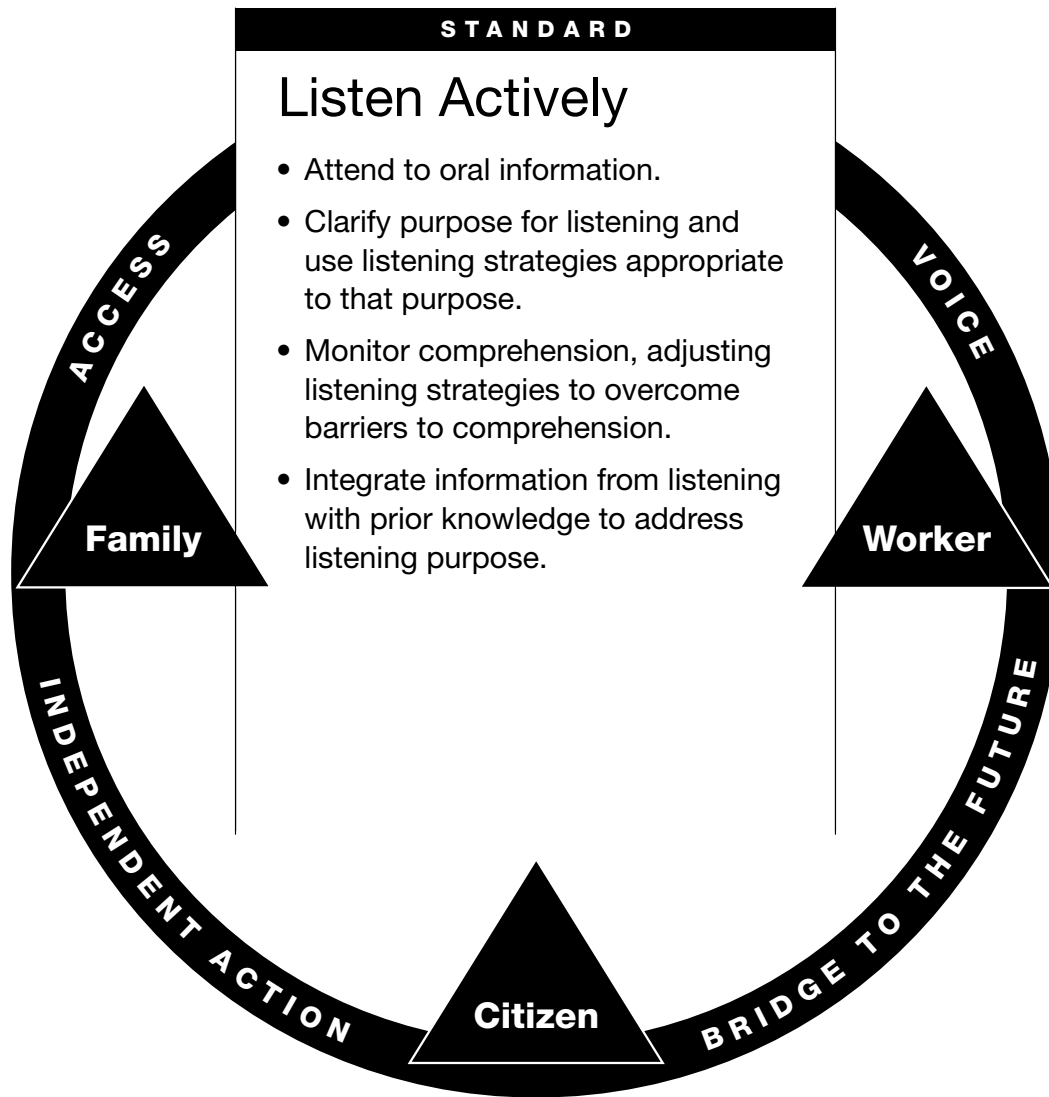 STANDARD
Listen Actively
• Attend to oral information.
• Clarify purpose for listening and
use listening strategies appropriate
to that purpose.
• Monitor comprehension, adjusting
listening strategies to overcome
barriers to comprehension.
• Integrate information from listening
with prior knowledge to address
listening purpose.
ACCESS
VOICE
Family
Worker
INDEPENDENT ACTION
BRIDGE TO THE FUTURE
Citizen